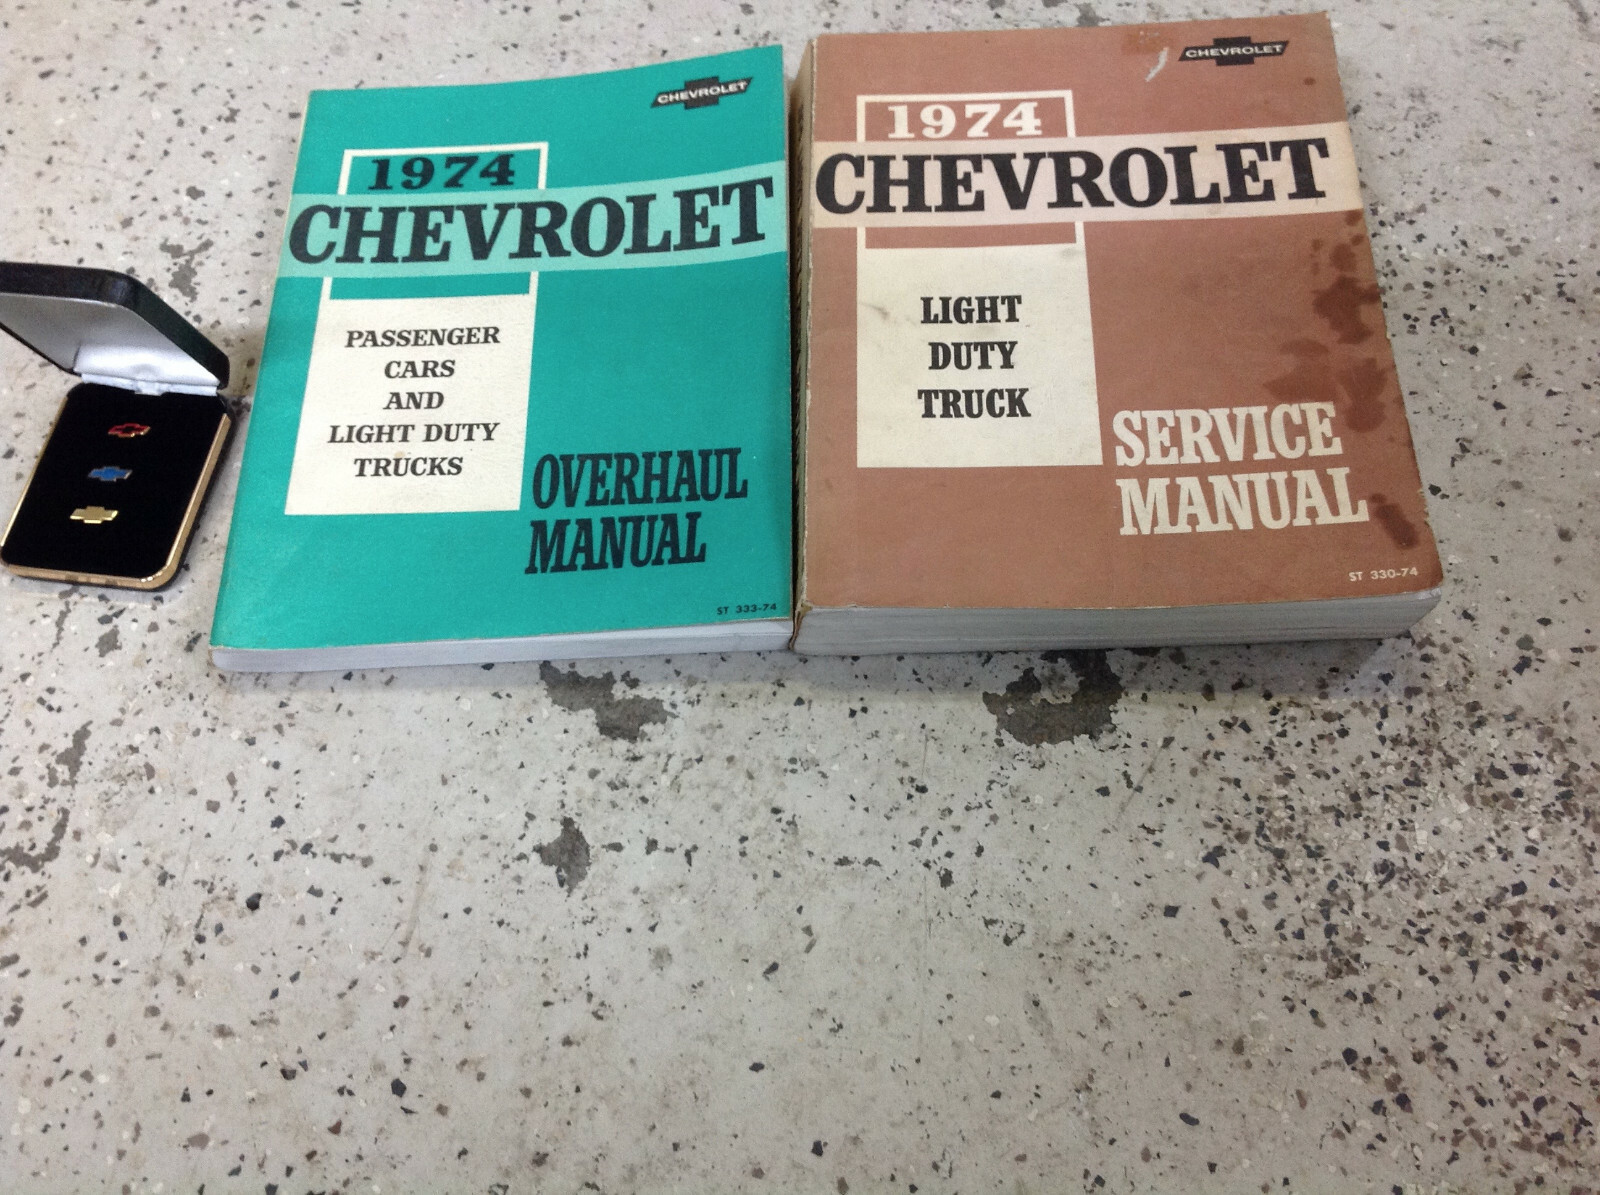 CHEVROLET
1974
CHEVROLET
PASSENGER
CARS
AND
LIGHT DUTY
TRUCKS
OVERHAUL
MANUAL
ST 333-74
CHEVROLET
1974
CHEVROLET
LIGHT
DUTY
TRUCK
SERVICE
MANUAL
ST 330-74